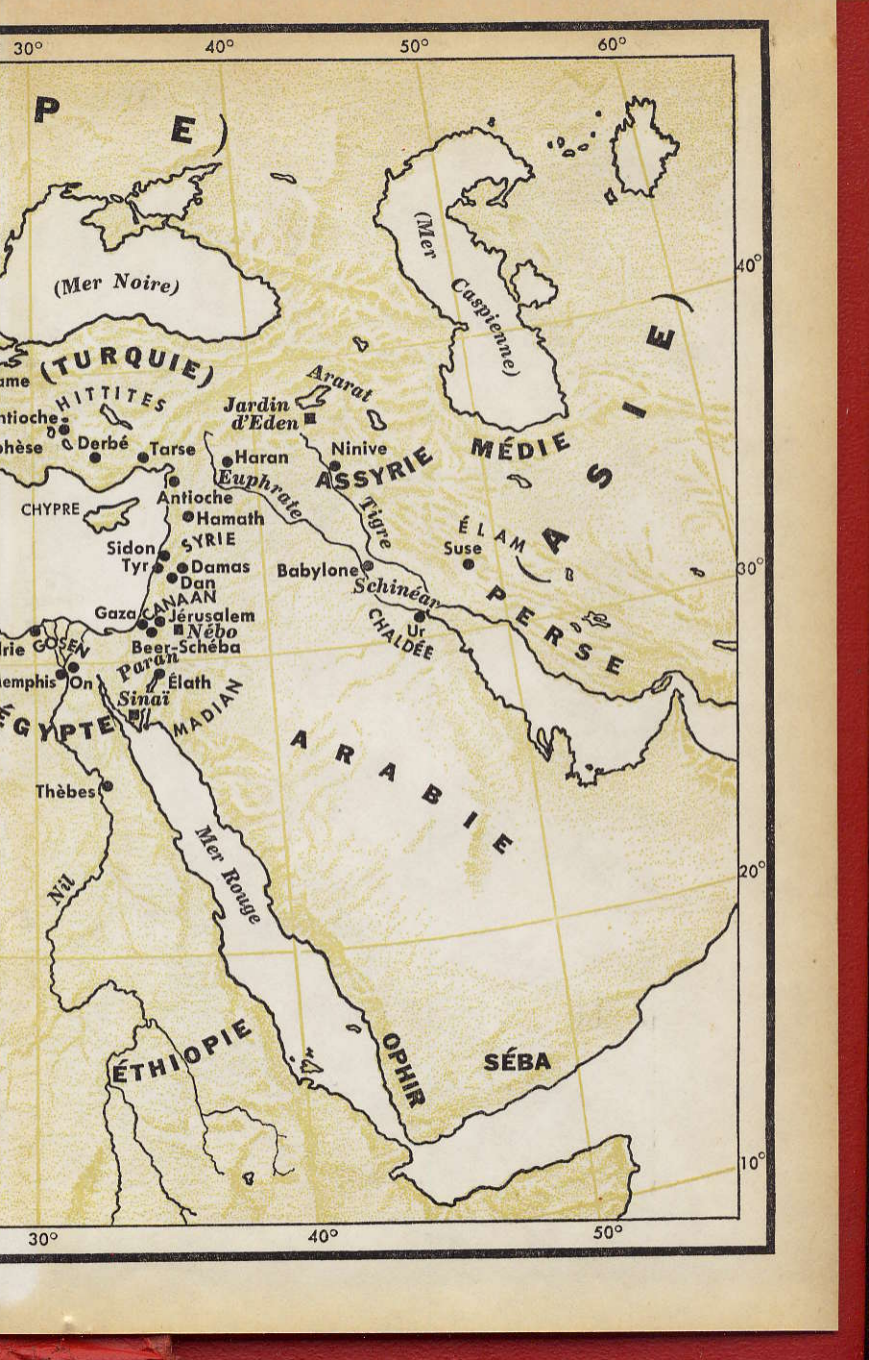 30° 40° 50° 60°
P E)
40°
(Mer Noire)
(Mer Caspienne)
(TURQUIE)
HITTITES
Ararat
Jardin
d'Eden
ASIE)
(
MÉDIE
Derbé
Tarse
Haran
Ninive
ASSYRIE
Euphrate
Tigre
Antioche
CHYPRE
Hamath
SYRIE
ÉLAM
Suse
Sidon
Tyr
Damas
Dan
Babylone
Schinéar
30°
CANAAN
Gaza
Jérusalem
Nébo
Beer-Schéba
Ur
CHALDÉE
PERSE
GOSEN
Paran
On
Élath
Sinaï
MADIAN
ÉGYPTE
ARABIE
Thèbes
Mer Rouge
Nil
20°
ÉTHIOPIE
OPHIR
SÉBA
10°
30° 40° 50°